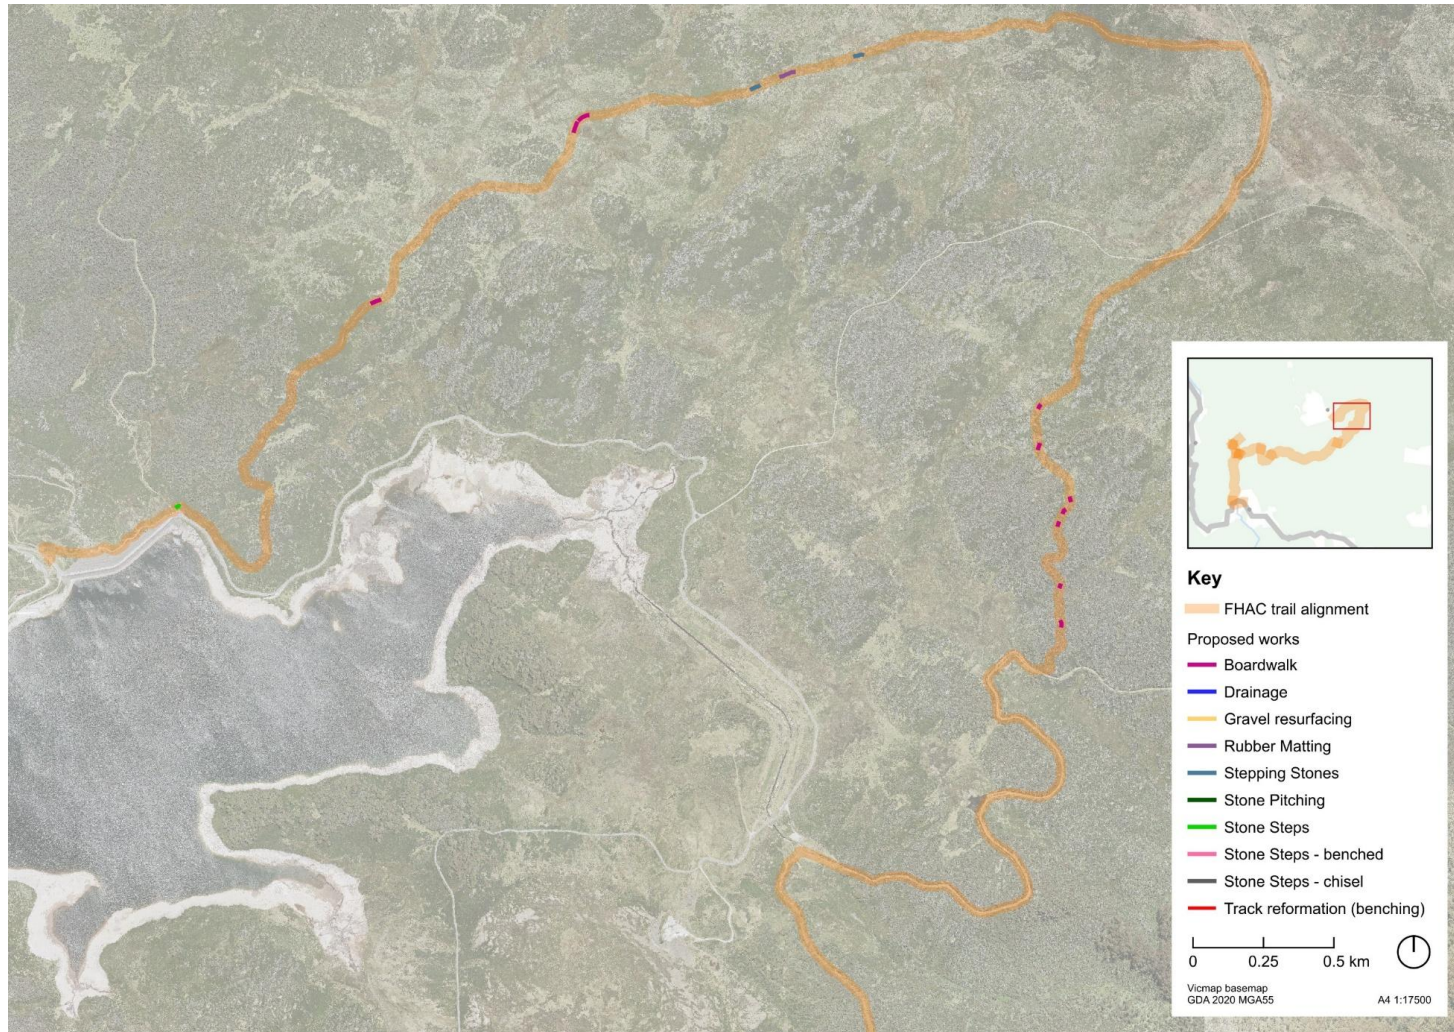 Key
FHAC trail alignment
Proposed works
Boardwalk
Drainage
Gravel resurfacing
Rubber Matting
Stepping Stones
Stone Pitching
Stone Steps
Stone Steps - benched
Stone Steps - chisel
Track reformation (benching)
0 0.25 0.5 km
Vicmap basemap
GDA 2020 MGA55 A4 1:17500